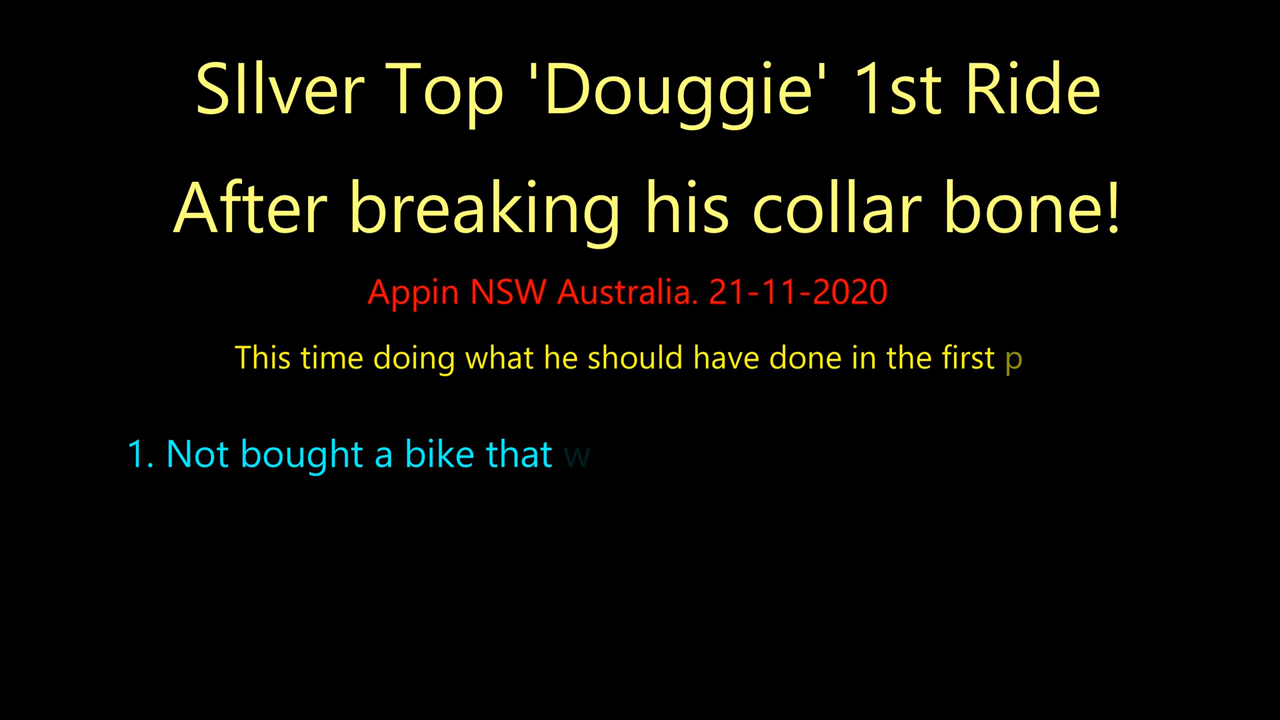 SIlver Top 'Douggie' 1st Ride
After breaking his collar bone!
Appin NSW Australia. 21-11-2020
This time doing what he should have done in the first p
1. Not bought a bike that w